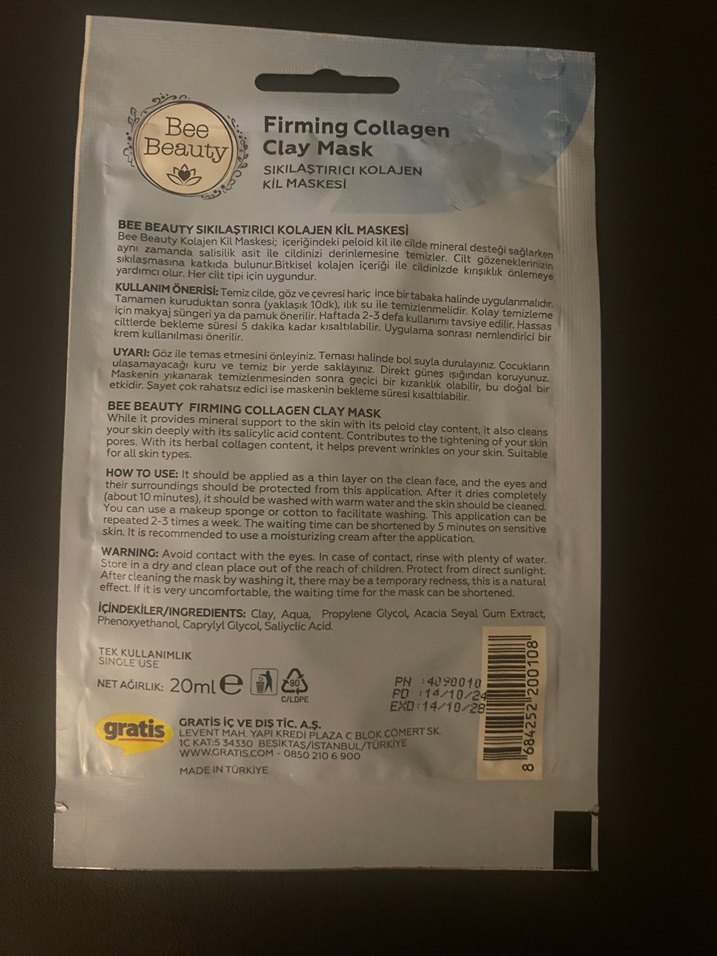 Bee
Beauty
Firming Collagen
Clay Mask
SIKILAŞTIRICI KOLAJEN
KİL MASKESİ
BEE BEAUTY SIKILAŞTIRICI KOLAJEN KİL MASKESİ
Bee Beauty Kolajen Kil Maskesi; içeriğindeki peloid kil ile cilde mineral desteği sağlarken
aynı zamanda salisilik asit ile cildinizi derinlemesine temizler. Cilt gözeneklerinizin
sıkılaşmasına katkıda bulunur.Bitkisel kolajen içeriği ile cildinizde kırışıklık önlemeye
yardımcı olur. Her cilt tipi için uygundur.
KULLANIM ÖNERİSİ: Temiz cilde, göz ve çevresi hariç ince bir tabaka halinde uygulanmalıdır.
Tamamen kuruduktan sonra (yaklaşık 10dk), ılık su ile temizlenmelidir. Kolay temizleme
için makyaj süngeri ya da pamuk önerilir. Haftada 2-3 defa kullanımı tavsiye edilir. Hassas
ciltlerde bekleme süresi 5 dakika kadar kısaltılabilir. Uygulama sonrası nemlendirici bir
krem kullanılması önerilir.
UYARI: Göz ile temas etmesini önleyiniz. Teması halinde bol suyla durulayınız. Çocukların
ulaşamayacağı kuru ve temiz bir yerde saklayınız. Direkt güneş ışığından koruyunuz.
Maskenin yıkanarak temizlenmesinden sonra geçici bir kızarıklık olabilir, bu doğal bir
etkidir. Şayet çok rahatsız edici ise maskenin bekleme süresi kısaltılabilir.
BEE BEAUTY FIRMING COLLAGEN CLAY MASK
While it provides mineral support to the skin with its peloid clay content, it also cleans
your skin deeply with its salicylic acid content. Contributes to the tightening of your skin
pores. With its herbal collagen content, it helps prevent wrinkles on your skin. Suitable
for all skin types.
HOW TO USE: It should be applied as a thin layer on the clean face, and the eyes and
their surroundings should be protected from this application. After it dries completely
(about 10 minutes), it should be washed with warm water and the skin should be cleaned.
You can use a makeup sponge or cotton to facilitate washing. This application can be
repeated 2-3 times a week. The waiting time can be shortened by 5 minutes on sensitive
skin. It is recommended to use a moisturizing cream after the application.
WARNING: Avoid contact with the eyes. In case of contact, rinse with plenty of water.
Store in a dry and clean place out of the reach of children. Protect from direct sunlight.
After cleaning the mask by washing it, there may be a temporary redness, this is a natural
effect. If it is very uncomfortable, the waiting time for the mask can be shortened.
İÇİNDEKİLER/INGREDIENTS: Clay, Aqua, Propylene Glycol, Acacia Seyal Gum Extract,
Phenoxyethanol, Caprylyl Glycol, Saliyclic Acid.
TEK KULLANIMLIK
SINGLE USE
NET AĞIRLIK: 20ml e
90
C/LDPE
PN :4090010
PD :14/10/24
EXD:14/10/28
8 684252 200108
gratis
GRATİS İÇ VE DIŞ TİC. A.Ş.
LEVENT MAH. YAPI KREDİ PLAZA C BLOK CÖMERT SK.
1C KAT:5 34330 BEŞİKTAŞ/İSTANBUL/TÜRKİYE
WWW.GRATIS.COM - 0850 210 6 900
MADE IN TÜRKİYE